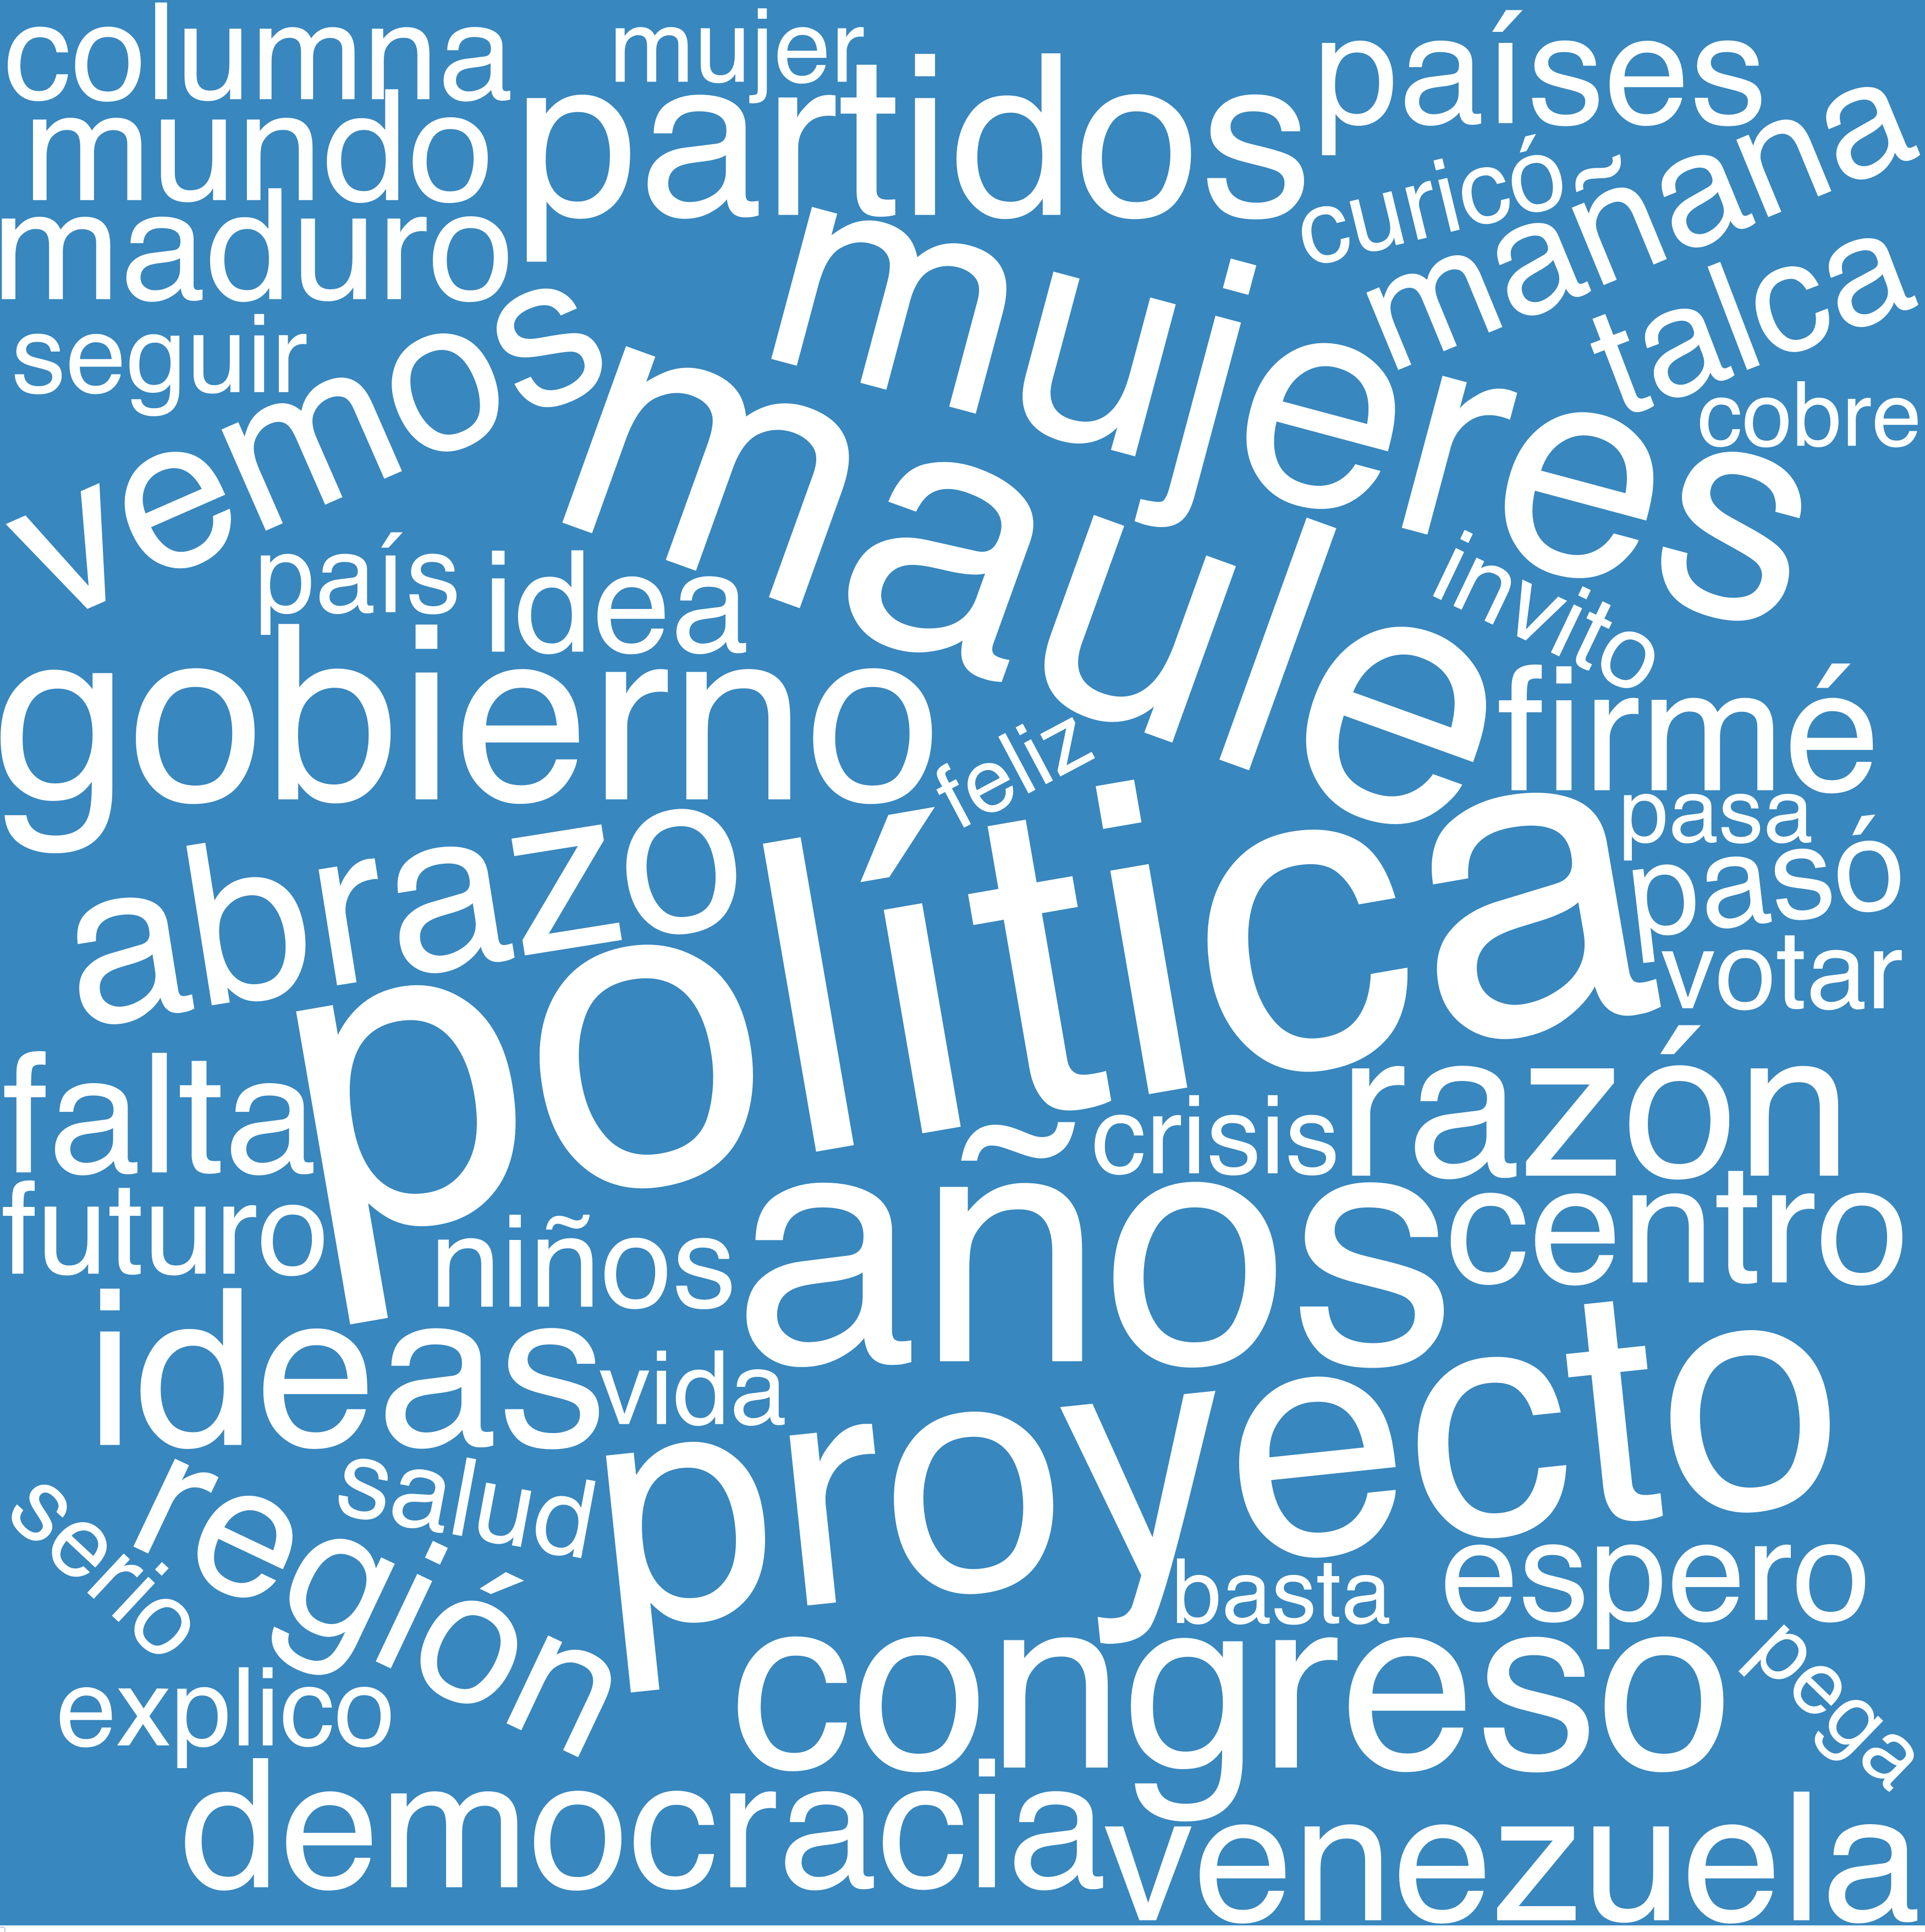 columna
mujer
partidos
países
mundo
curicó
mañana
maduro
mujeres
talca
seguir
vemos
cobre
maule
país
idea
invito
gobierno
feliz
firmé
pasa
abrazo
política
pasó
votar
falta
crisis
razón
futuro
niños
años
centro
ideas
vida
proyecto
serio
región
salud
basta
espero
explico
congreso
pega
democracia
venezuela